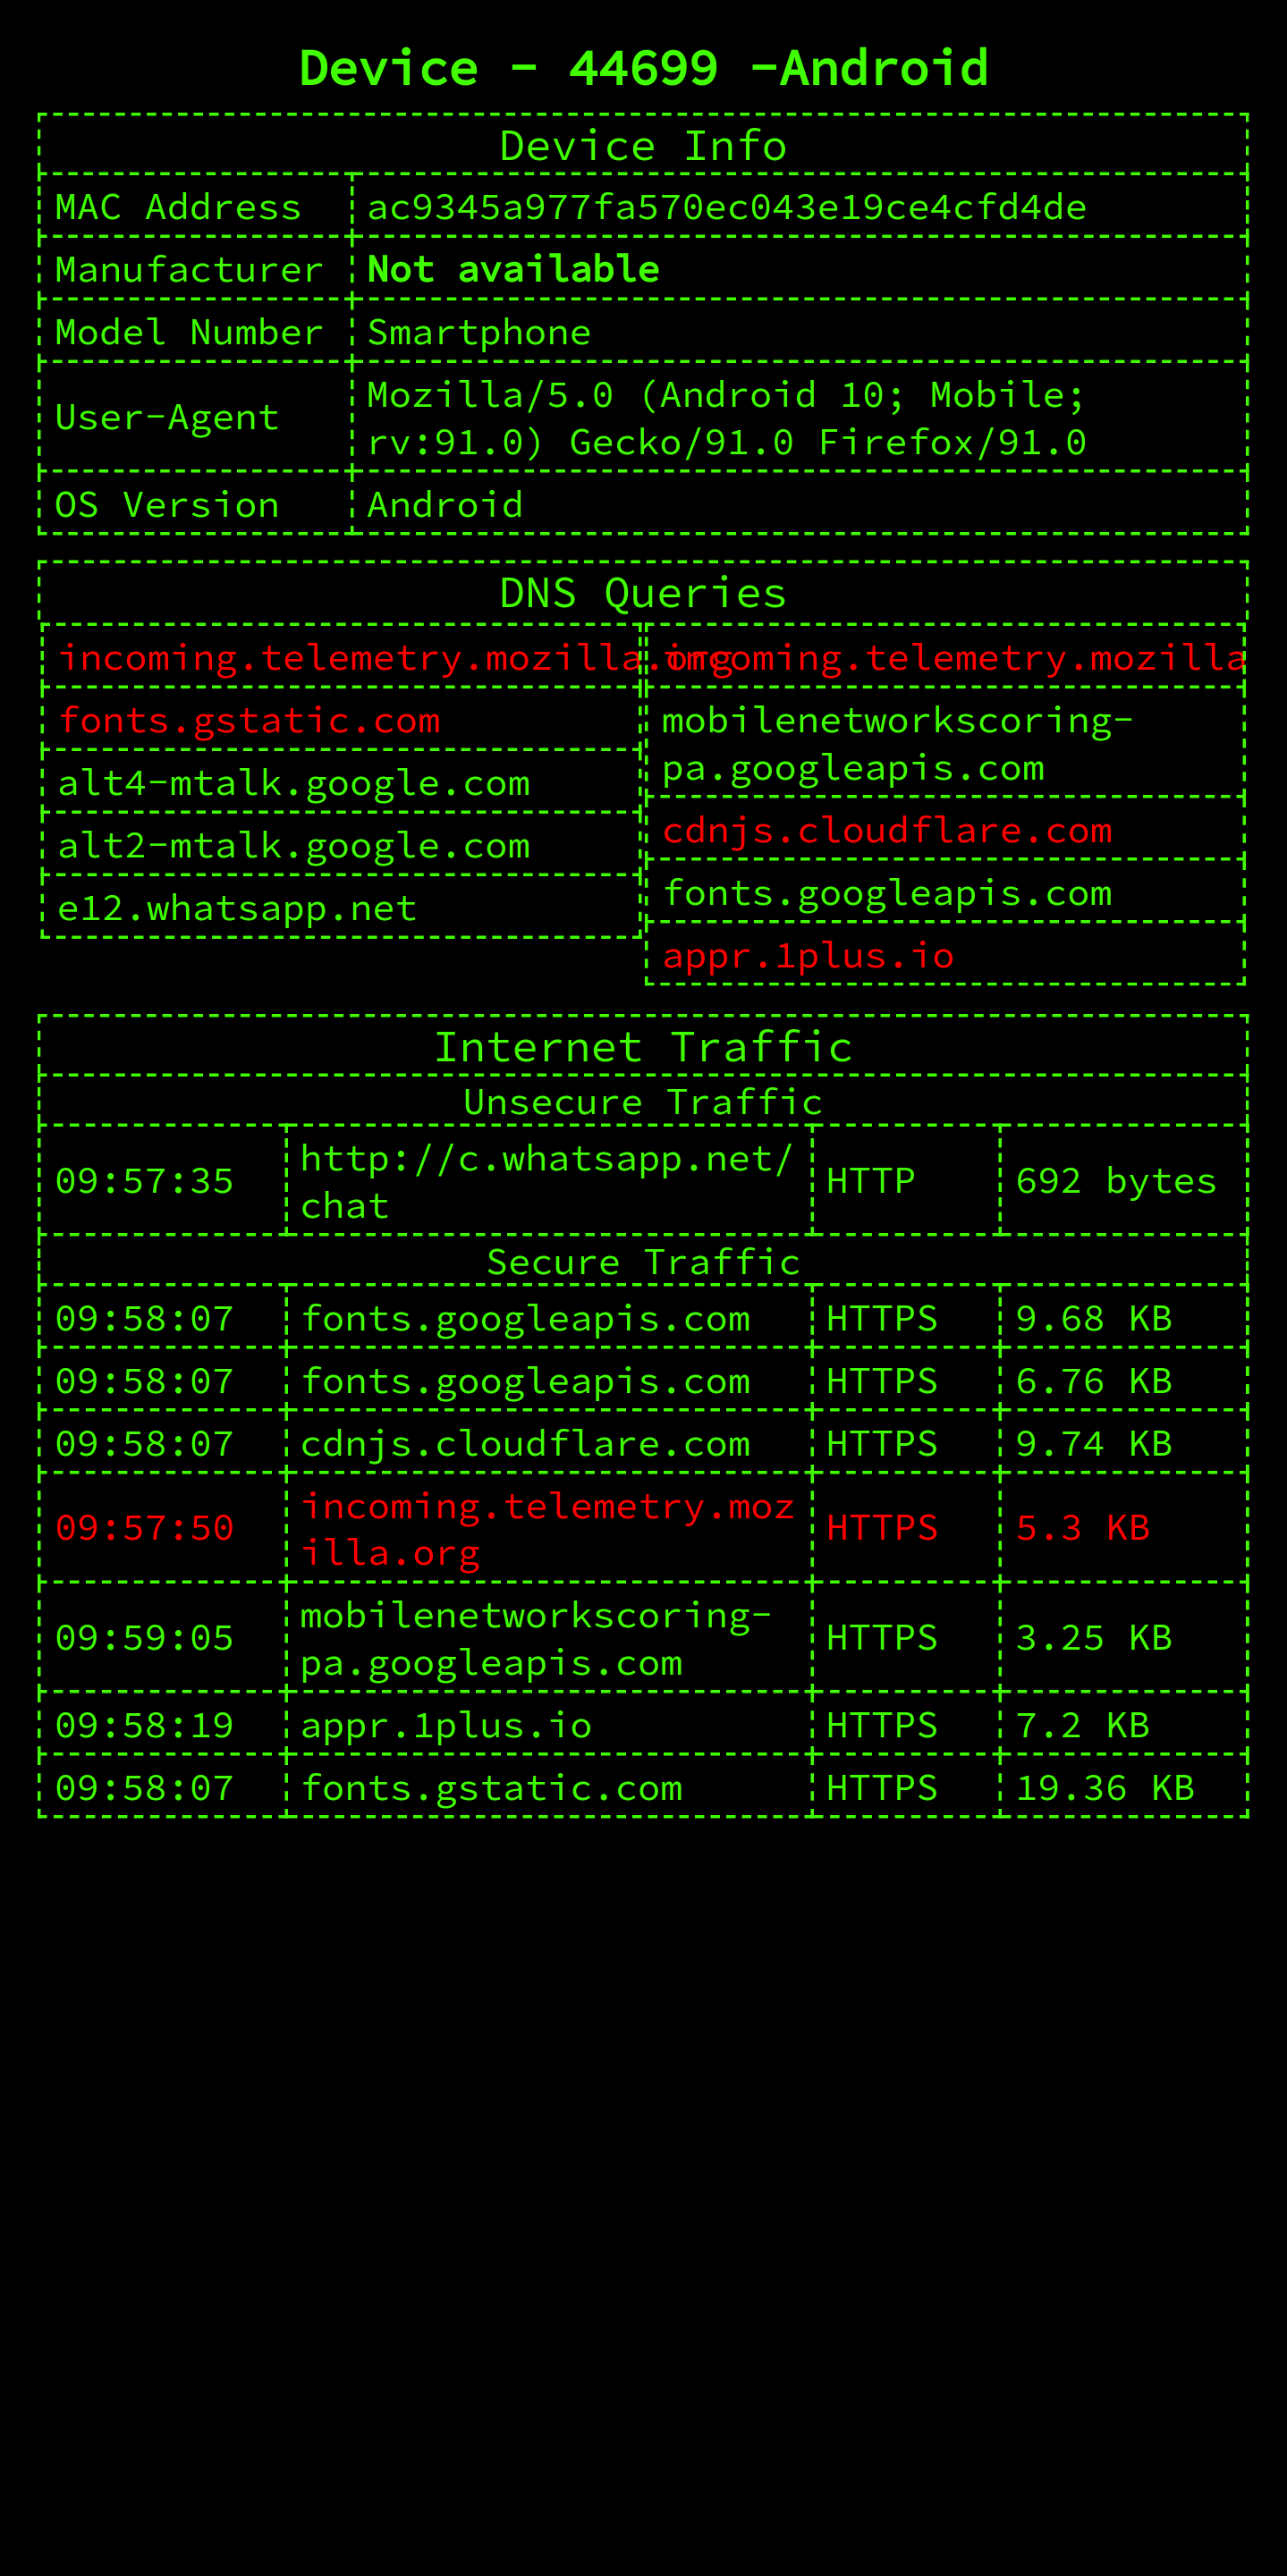 Device - 44699 -Android
Device Info
MAC Address ac9345a977fa570ec043e19ce4cfd4de
Manufacturer Not available
Model Number Smartphone
User-Agent Mozilla/5.0 (Android 10; Mobile;
rv:91.0) Gecko/91.0 Firefox/91.0
OS Version Android
DNS Queries
incoming.telemetry.mozilla.org
fonts.gstatic.com
alt4-mtalk.google.com
alt2-mtalk.google.com
e12.whatsapp.net
incoming.telemetry.mozilla
mobilenetworkscoring-
pa.googleapis.com
cdnjs.cloudflare.com
fonts.googleapis.com
appr.1plus.io
Internet Traffic
Unsecure Traffic
09:57:35 http://c.whatsapp.net/ HTTP 692 bytes
chat
Secure Traffic
09:58:07 fonts.googleapis.com HTTPS 9.68 KB
09:58:07 fonts.googleapis.com HTTPS 6.76 KB
09:58:07 cdnjs.cloudflare.com HTTPS 9.74 KB
09:57:50 incoming.telemetry.moz HTTPS 5.3 KB
illa.org
09:59:05 mobilenetworkscoring- HTTPS 3.25 KB
pa.googleapis.com
09:58:19 appr.1plus.io HTTPS 7.2 KB
09:58:07 fonts.gstatic.com HTTPS 19.36 KB